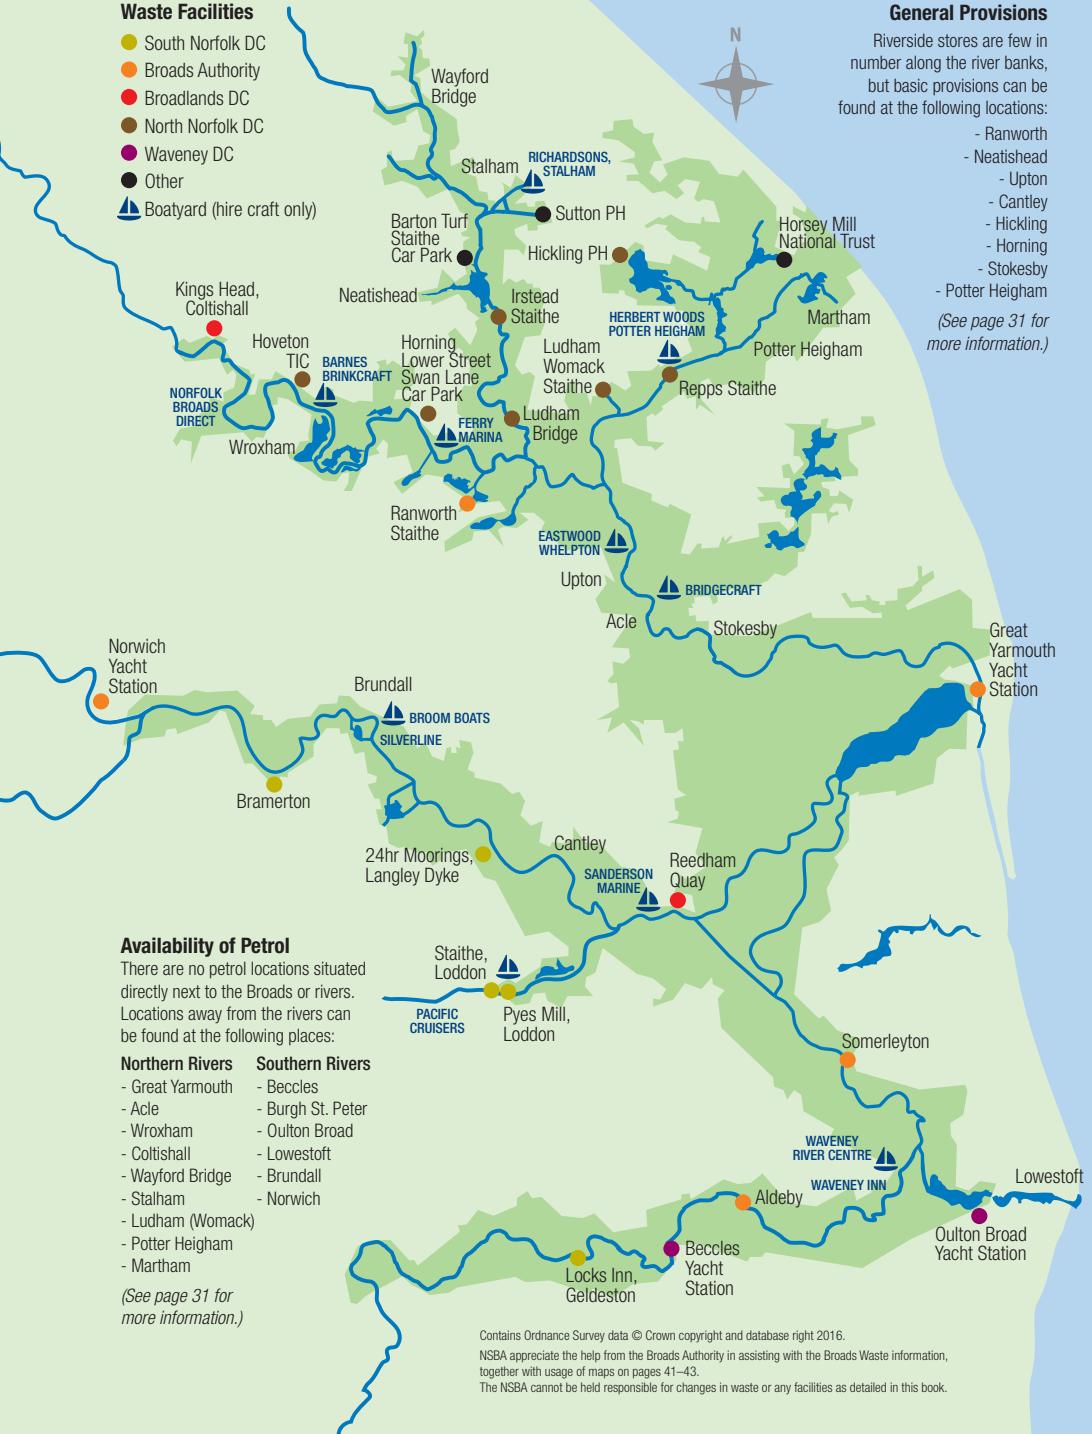 Waste Facilities
South Norfolk DC
Broads Authority
Broadlands DC
North Norfolk DC
Waveney DC
Other
Boatyard (hire craft only)
General Provisions
Riverside stores are few in
number along the river banks,
but basic provisions can be
found at the following locations:
- Ranworth
- Neatishead
- Upton
- Cantley
- Hickling
- Horning
- Stokesby
- Potter Heigham
(See page 31 for
more information.)
N
Wayford
Bridge
Stalham
RICHARDSONS,
STALHAM
Sutton PH
Barton Turf
Staithe
Car Park
Hickling PH
Horsey Mill
National Trust
Neatishead
Irstead
Staithe
HERBERT WOODS
POTTER HEIGHAM
Martham
Kings Head,
Coltishall
Hoveton
TIC
BARNES
BRINKCRAFT
Horning
Lower Street
Swan Lane
Car Park
Ludham
Womack
Staithe
Potter Heigham
Repps Staithe
NORFOLK
BROADS
DIRECT
Wroxham
FERRY
MARINA
Ludham
Bridge
Ranworth
Staithe
EASTWOOD
WHELPTON
Upton
BRIDGECRAFT
Acle
Stokesby
Great
Yarmouth
Yacht
Station
Norwich
Yacht
Station
Brundall
BROOM BOATS
SILVERLINE
Bramerton
24hr Moorings,
Langley Dyke
Cantley
SANDERSON
MARINE
Reedham
Quay
Staithe,
Loddon
PACIFIC
CRUISERS
Pyes Mill,
Loddon
Somerleyton
WAVENEY
RIVER CENTRE
WAVENEY INN
Lowestoft
Aldeby
Oulton Broad
Yacht Station
Beccles
Yacht
Station
Locks Inn,
Geldeston
Availability of Petrol
There are no petrol locations situated
directly next to the Broads or rivers.
Locations away from the rivers can
be found at the following places:
Northern Rivers
- Great Yarmouth
- Acle
- Wroxham
- Coltishall
- Wayford Bridge
- Stalham
- Ludham (Womack)
- Potter Heigham
- Martham
Southern Rivers
- Beccles
- Burgh St. Peter
- Oulton Broad
- Lowestoft
- Brundall
- Norwich
(See page 31 for
more information.)
Contains Ordnance Survey data © Crown copyright and database right 2016.
NSBA appreciate the help from the Broads Authority in assisting with the Broads Waste information,
together with usage of maps on pages 41–43.
The NSBA cannot be held responsible for changes in waste or any facilities as detailed in this book.